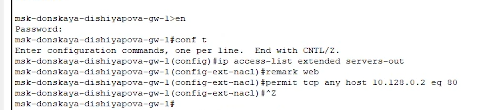 msk-donskaya-dishiyapova-gw-1>en
Password:
msk-donskaya-dishiyapova-gw-1#conf t
Enter configuration commands, one per line.  End with CNTL/Z.
msk-donskaya-dishiyapova-gw-1(config)#ip access-list extended servers-out
msk-donskaya-dishiyapova-gw-1(config-ext-nacl)#remark web
msk-donskaya-dishiyapova-gw-1(config-ext-nacl)#permit tcp any host 10.128.0.2 eq 80
msk-donskaya-dishiyapova-gw-1(config-ext-nacl)#^Z
msk-donskaya-dishiyapova-gw-1#